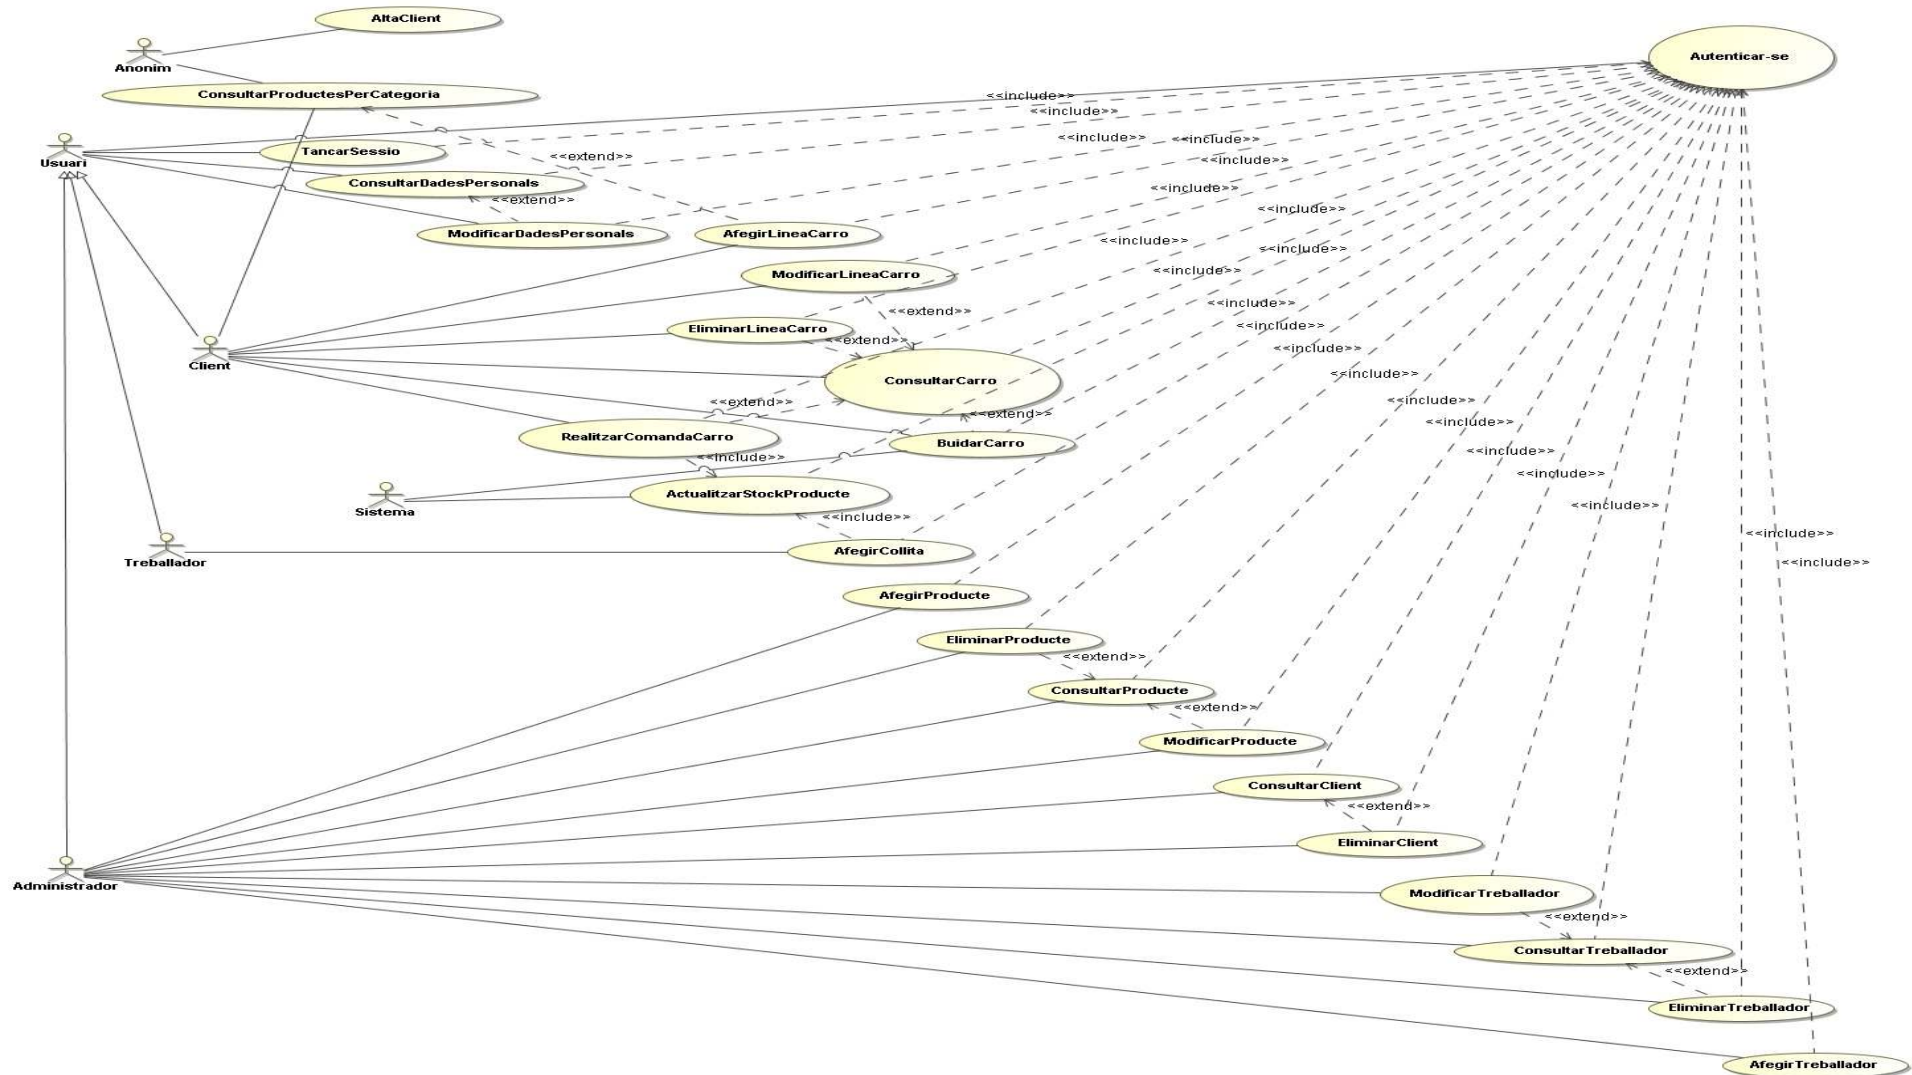 AltaClient
Anonim
Autenticar-se
ConsultarProductesPerCategoria
<<include>>
<<include>>
Usuari
TancarSessio
<<include>>
<<include>>
<<extend>>
<<include>>
ConsultarDadesPersonals
<<include>>
<<extend>>
<<include>>
ModificarDadesPersonals
AfegirLineaCarro
<<include>>
<<include>>
ModificarLineaCarro
<<include>>
<<include>>
<<extend>>
EliminarLineaCarro
<<include>>
<<extend>>
<<include>>
Client
<<include>>
ConsultarCarro
<<extend>>
<<include>>
<<extend>>
<<include>>
RealitzarComandaCarro
BuidarCarro
<<include>>
<<include>>
<<include>>
ActualitzarStockProducte
<<include>>
Sistema
<<include>>
<<include>>
AfegirCollita
Treballador
<<include>>
AfegirProducte
EliminarProducte
<<extend>>
ConsultarProducte
<<extend>>
ModificarProducte
ConsultarClient
<<extend>>
EliminarClient
Administrador
ModificarTreballador
<<extend>>
ConsultarTreballador
<<extend>>
EliminarTreballador
AfegirTreballador